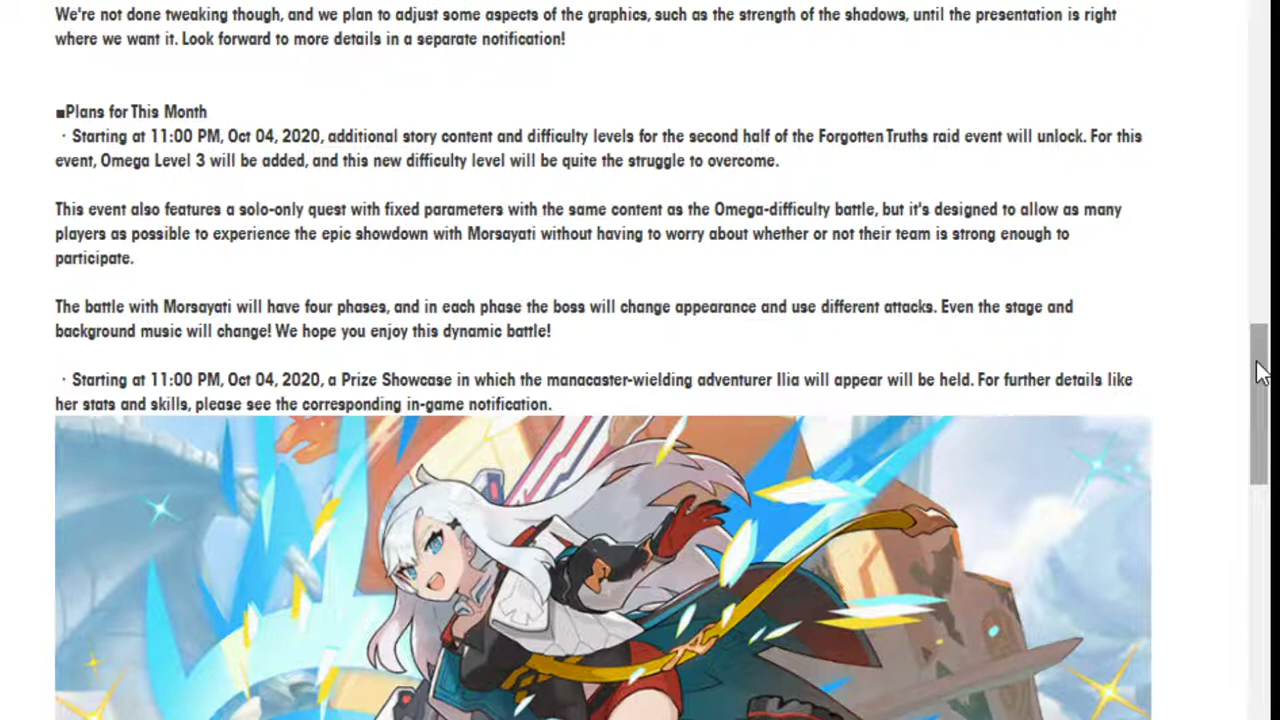 We're not done tweaking though, and we plan to adjust some aspects of the graphics, such as the strength of the shadows, until the presentation is right
where we want it. Look forward to more details in a separate notification!
■Plans for This Month
・Starting at 11:00 PM, Oct 04, 2020, additional story content and difficulty levels for the second half of the Forgotten Truths raid event will unlock. For this
event, Omega Level 3 will be added, and this new difficulty level will be quite the struggle to overcome.
This event also features a solo-only quest with fixed parameters with the same content as the Omega-difficulty battle, but it's designed to allow as many
players as possible to experience the epic showdown with Morsayati without having to worry about whether or not their team is strong enough to
participate.
The battle with Morsayati will have four phases, and in each phase the boss will change appearance and use different attacks. Even the stage and
background music will change! We hope you enjoy this dynamic battle!
・Starting at 11:00 PM, Oct 04, 2020, a Prize Showcase in which the manacaster-wielding adventurer Ilia will appear will be held. For further details like
her stats and skills, please see the corresponding in-game notification.